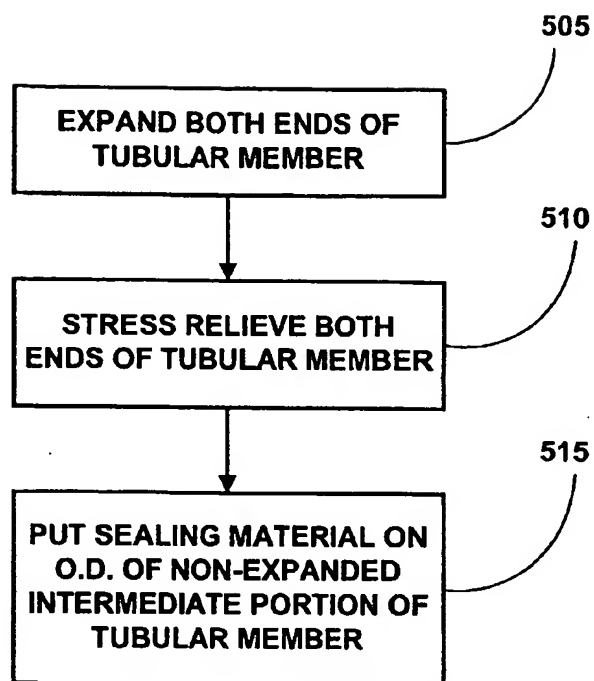 505
EXPAND BOTH ENDS OF
TUBULAR MEMBER
510
STRESS RELIEVE BOTH
ENDS OF TUBULAR MEMBER
515
PUT SEALING MATERIAL ON
O.D. OF NON-EXPANDED
INTERMEDIATE PORTION OF
TUBULAR MEMBER